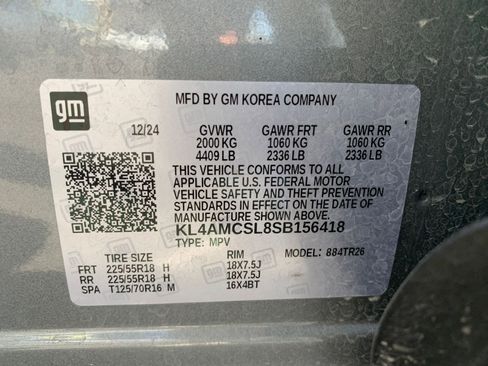 gm
MFD BY GM KOREA COMPANY
12/24 GVWR GAWR FRT GAWR RR
2000 KG 1060 KG 1060 KG
4409 LB 2336 LB 2336 LB
THIS VEHICLE CONFORMS TO ALL
APPLICABLE U.S. FEDERAL MOTOR
VEHICLE SAFETY AND THEFT PREVENTION
STANDARDS IN EFFECT ON THE DATE OF
MANUFACTURE SHOWN ABOVE.
KL4AMCSL8SB156418
TYPE: MPV
TIRE SIZE RIM MODEL: 884TR26
FRT 225/55R18 H 18X7.5J
RR 225/55R18 H 18X7.5J
SPA T125/70R16 M 16X4BT